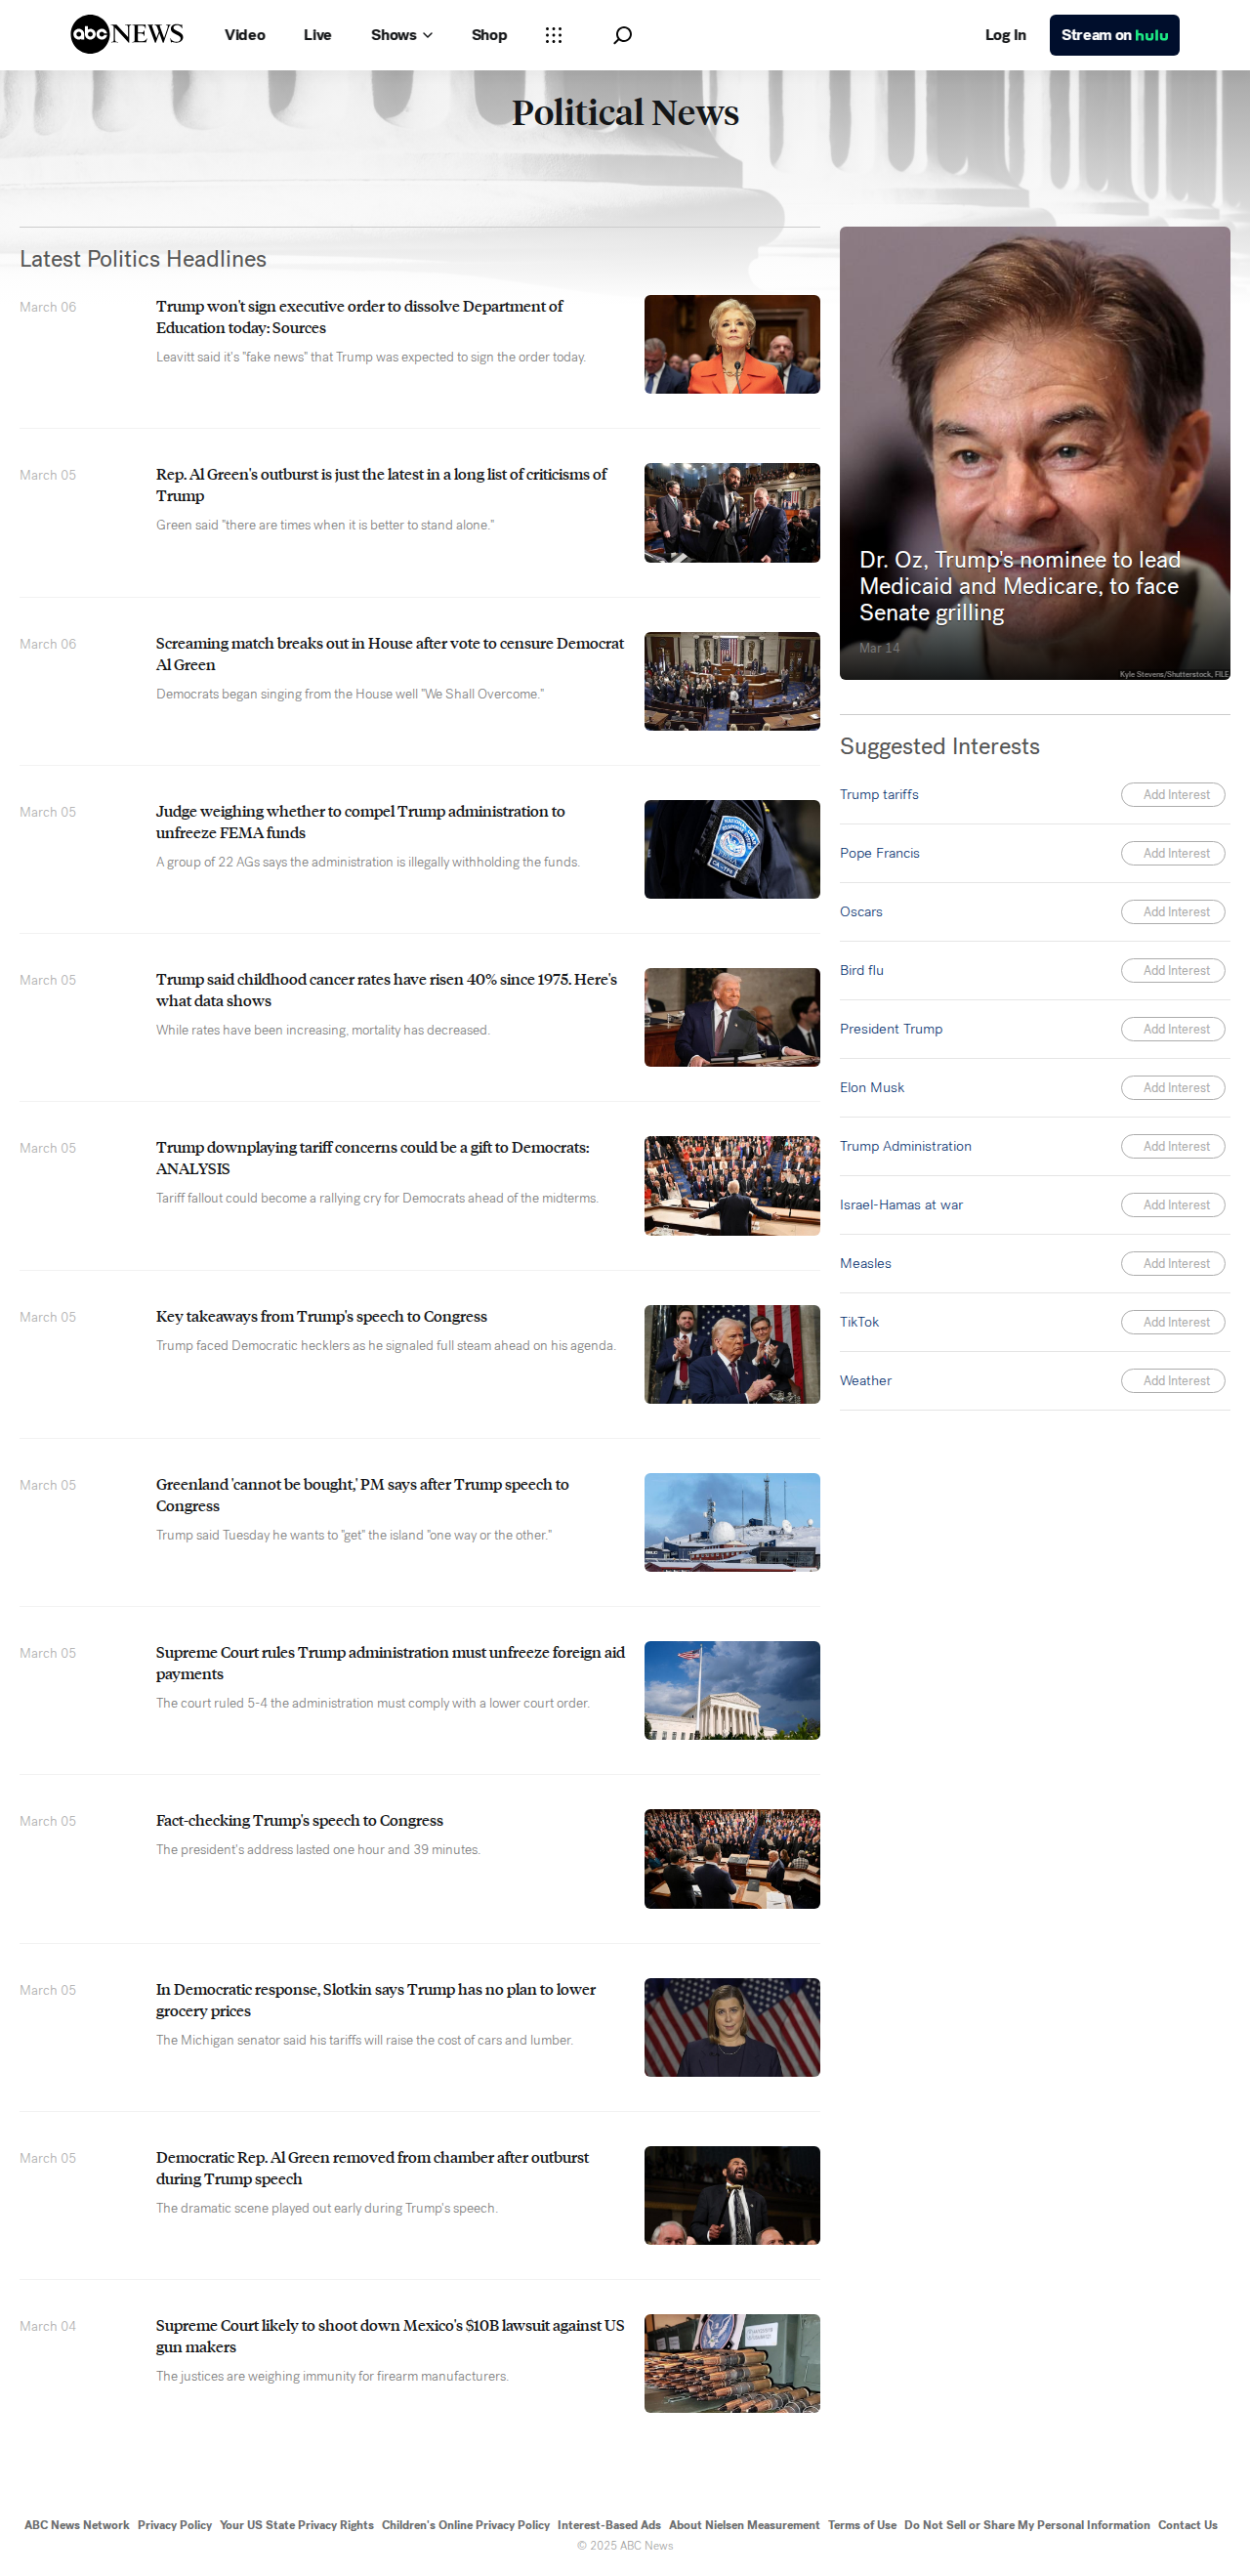 abc NEWS
Video
Live
Shows
Shop
Log In
Stream on hulu
Political News
Latest Politics Headlines
March 06
Trump won't sign executive order to dissolve Department of
Education today: Sources
Leavitt said it's "fake news" that Trump was expected to sign the order today.
March 05
Rep. Al Green's outburst is just the latest in a long list of criticisms of
Trump
Green said "there are times when it is better to stand alone."
March 06
Screaming match breaks out in House after vote to censure Democrat
Al Green
Democrats began singing from the House well "We Shall Overcome."
March 05
Judge weighing whether to compel Trump administration to
unfreeze FEMA funds
A group of 22 AGs says the administration is illegally withholding the funds.
March 05
Trump said childhood cancer rates have risen 40% since 1975. Here's
what data shows
While rates have been increasing, mortality has decreased.
March 05
Trump downplaying tariff concerns could be a gift to Democrats:
ANALYSIS
Tariff fallout could become a rallying cry for Democrats ahead of the midterms.
March 05
Key takeaways from Trump's speech to Congress
Trump faced Democratic hecklers as he signaled full steam ahead on his agenda.
March 05
Greenland 'cannot be bought,' PM says after Trump speech to
Congress
Trump said Tuesday he wants to "get" the island "one way or the other."
March 05
Supreme Court rules Trump administration must unfreeze foreign aid
payments
The court ruled 5-4 the administration must comply with a lower court order.
March 05
Fact-checking Trump's speech to Congress
The president's address lasted one hour and 39 minutes.
March 05
In Democratic response, Slotkin says Trump has no plan to lower
grocery prices
The Michigan senator said his tariffs will raise the cost of cars and lumber.
March 05
Democratic Rep. Al Green removed from chamber after outburst
during Trump speech
The dramatic scene played out early during Trump's speech.
March 04
Supreme Court likely to shoot down Mexico's $10B lawsuit against US
gun makers
The justices are weighing immunity for firearm manufacturers.
Dr. Oz, Trump's nominee to lead
Medicaid and Medicare, to face
Senate grilling
Mar 14
Kyle Stevens/Shutterstock, FILE
Suggested Interests
Trump tariffs
Add Interest
Pope Francis
Add Interest
Oscars
Add Interest
Bird flu
Add Interest
President Trump
Add Interest
Elon Musk
Add Interest
Trump Administration
Add Interest
Israel-Hamas at war
Add Interest
Measles
Add Interest
TikTok
Add Interest
Weather
Add Interest
ABC News Network Privacy Policy Your US State Privacy Rights Children's Online Privacy Policy Interest-Based Ads About Nielsen Measurement Terms of Use Do Not Sell or Share My Personal Information Contact Us
© 2025 ABC News